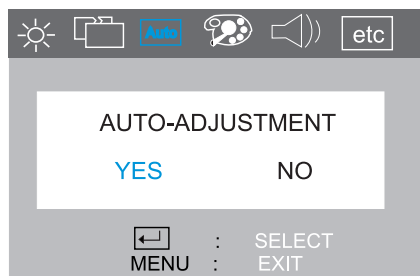 Auto etc
AUTO-ADJUSTMENT
YES NO
: SELECT
MENU : EXIT